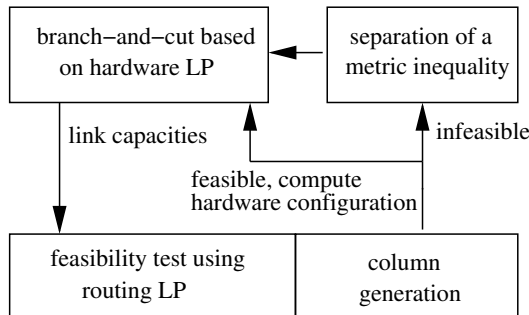 branch−and−cut based
on hardware LP
separation of a
metric inequality
link capacities
infeasible
feasible, compute
hardware configuration
feasibility test using
routing LP
column
generation